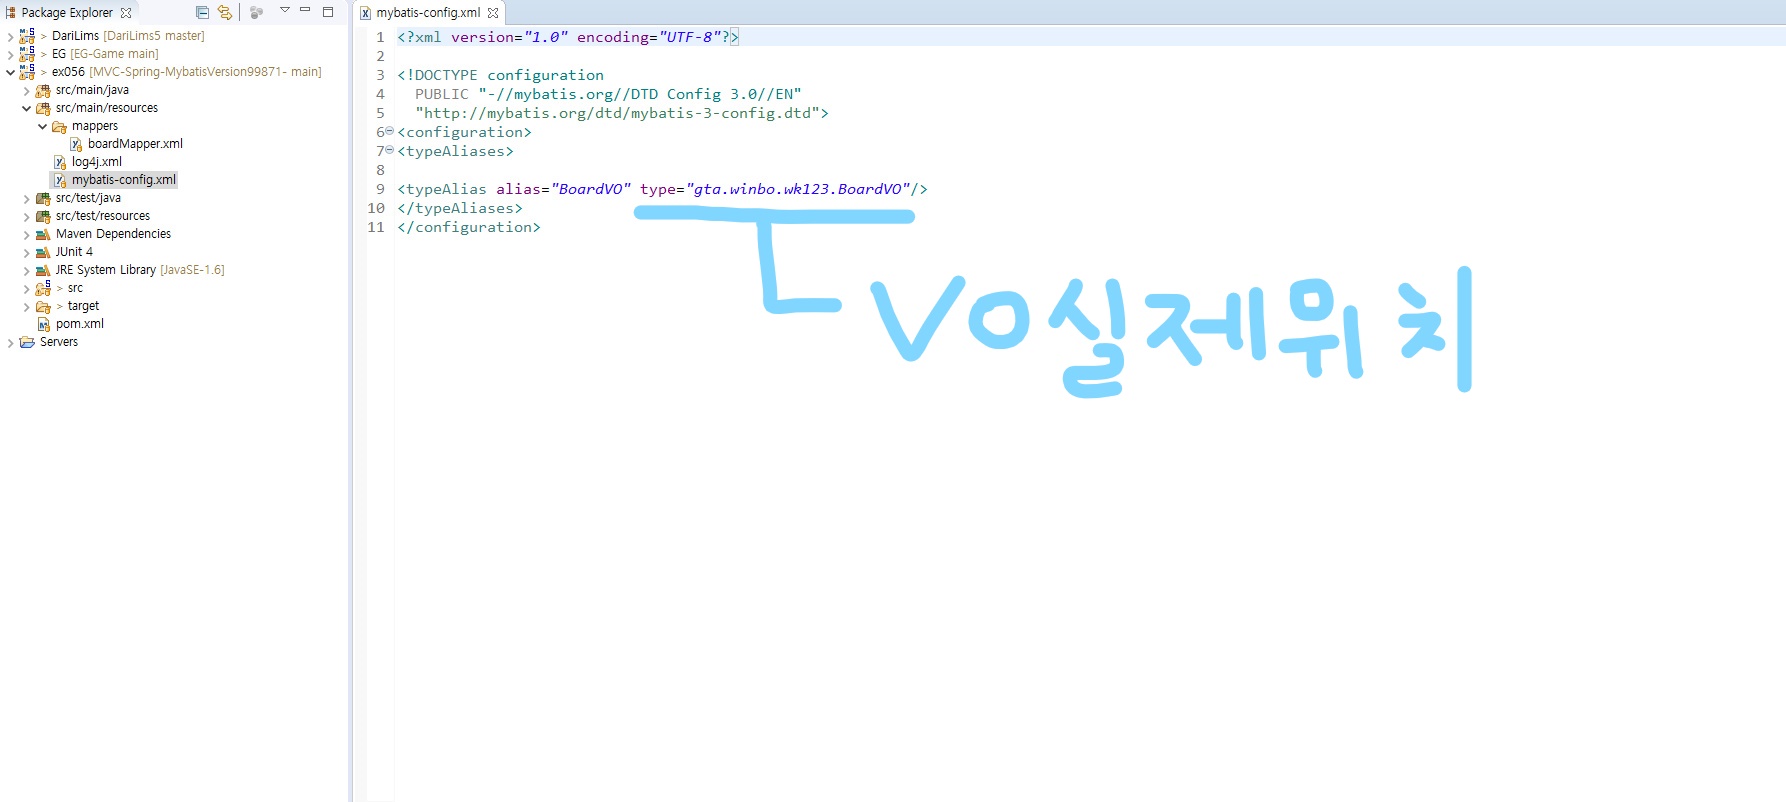 Package Explorer
> DariLims [DariLims5 master]
> EG [EG-Game main]
> ex056 [MVC-Spring-MybatisVersion99871- main]
src/main/java
src/main/resources
mappers
boardMapper.xml
log4j.xml
mybatis-config.xml
src/test/java
src/test/resources
Maven Dependencies
JUnit 4
JRE System Library [JavaSE-1.6]
> src
> target
pom.xml
Servers
mybatis-config.xml
1 <?xml version="1.0" encoding="UTF-8"?>
2
3 <!DOCTYPE configuration
4 PUBLIC "-//mybatis.org//DTD Config 3.0//EN"
5 "http://mybatis.org/dtd/mybatis-3-config.dtd">
6 <configuration>
7 <typeAliases>
8
9 <typeAlias alias="BoardVO" type="gta.winbo.wk123.BoardVO"/>
10 </typeAliases>
11 </configuration>
VO실제위치